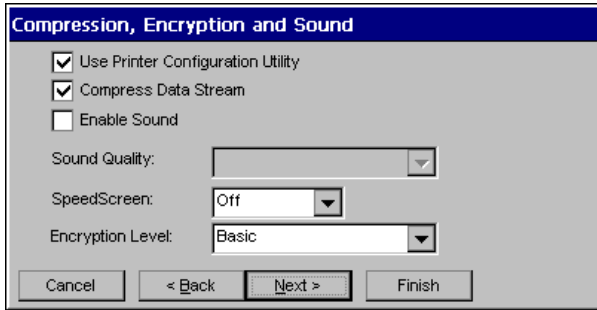 Compression, Encryption and Sound
Use Printer Configuration Utility
Compress Data Stream
Enable Sound
Sound Quality:
SpeedScreen: Off
Encryption Level: Basic
Cancel < Back Next > Finish